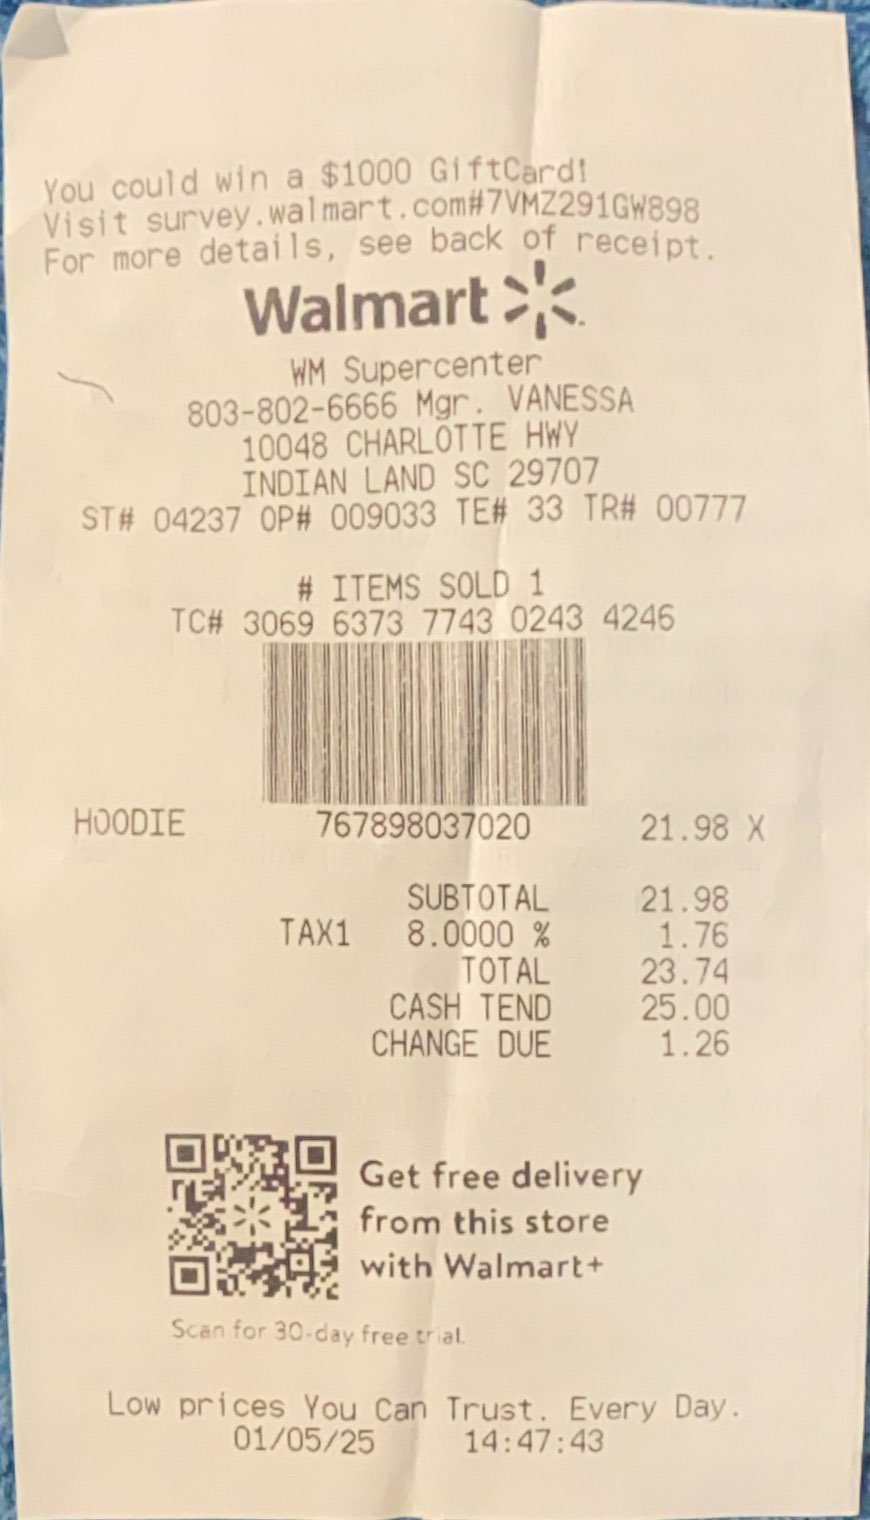 You could win a $1000 GiftCard!
Visit survey.walmart.com#7VMZ291GW898
For more details, see back of receipt.
Walmart
WM Supercenter
803-802-6666 Mgr. VANESSA
10048 CHARLOTTE HWY
INDIAN LAND SC 29707
ST# 04237 OP# 009033 TE# 33 TR# 00777
# ITEMS SOLD 1
TC# 3069 6373 7743 0243 4246
HOODIE 767898037020 21.98 X
SUBTOTAL 21.98
TAX1 8.0000 % 1.76
TOTAL 23.74
CASH TEND 25.00
CHANGE DUE 1.26
Get free delivery
from this store
with Walmart+
Scan for 30-day free trial.
Low prices You Can Trust. Every Day.
01/05/25 14:47:43